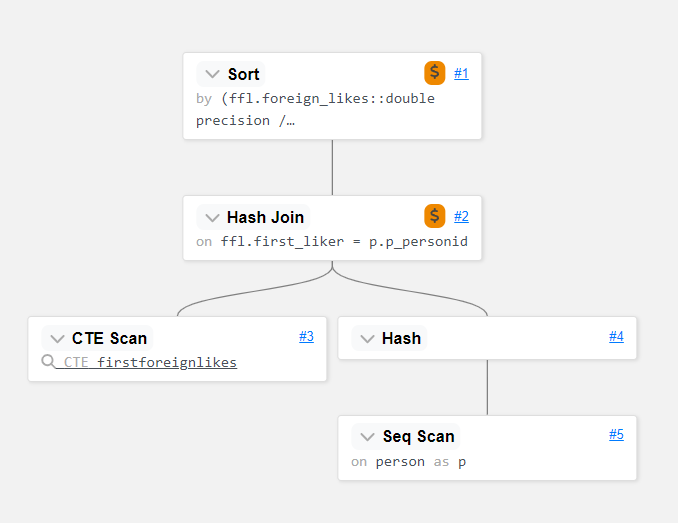 Sort $ #1
by (ffl.foreign_likes::double
precision /…
Hash Join $ #2
on ffl.first_liker = p.p_personid
CTE Scan #3
CTE firstforeignlikes
Hash #4
Seq Scan #5
on person as p